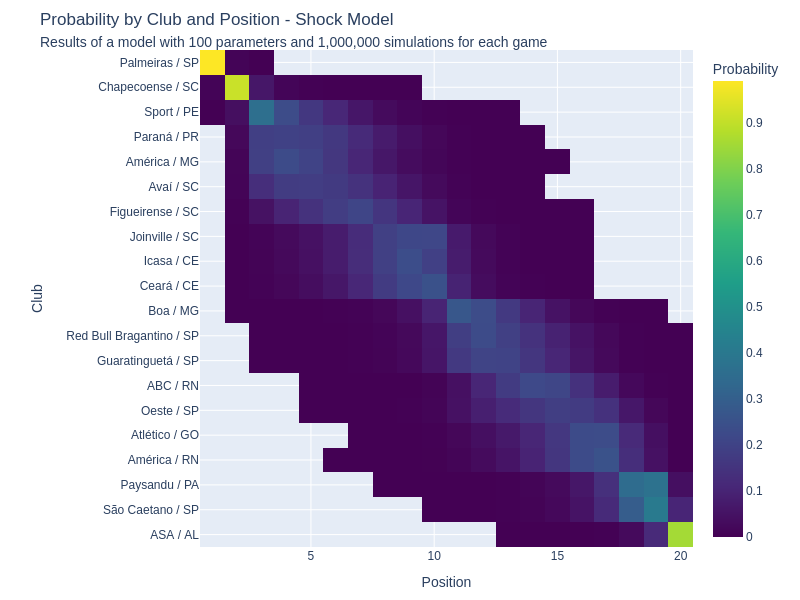 Probability by Club and Position - Shock Model
Results of a model with 100 parameters and 1,000,000 simulations for each game
Probability
Palmeiras / SP
Chapecoense / SC
Sport / PE
Paraná / PR
América / MG
Avaí / SC
Figueirense / SC
Joinville / SC
Icasa / CE
Ceará / CE
Boa / MG
Red Bull Bragantino / SP
Guaratinguetá / SP
ABC / RN
Oeste / SP
Atlético / GO
América / RN
Paysandu / PA
São Caetano / SP
ASA / AL
Club
5
10
15
20
Position
0.9
0.8
0.7
0.6
0.5
0.4
0.3
0.2
0.1
0